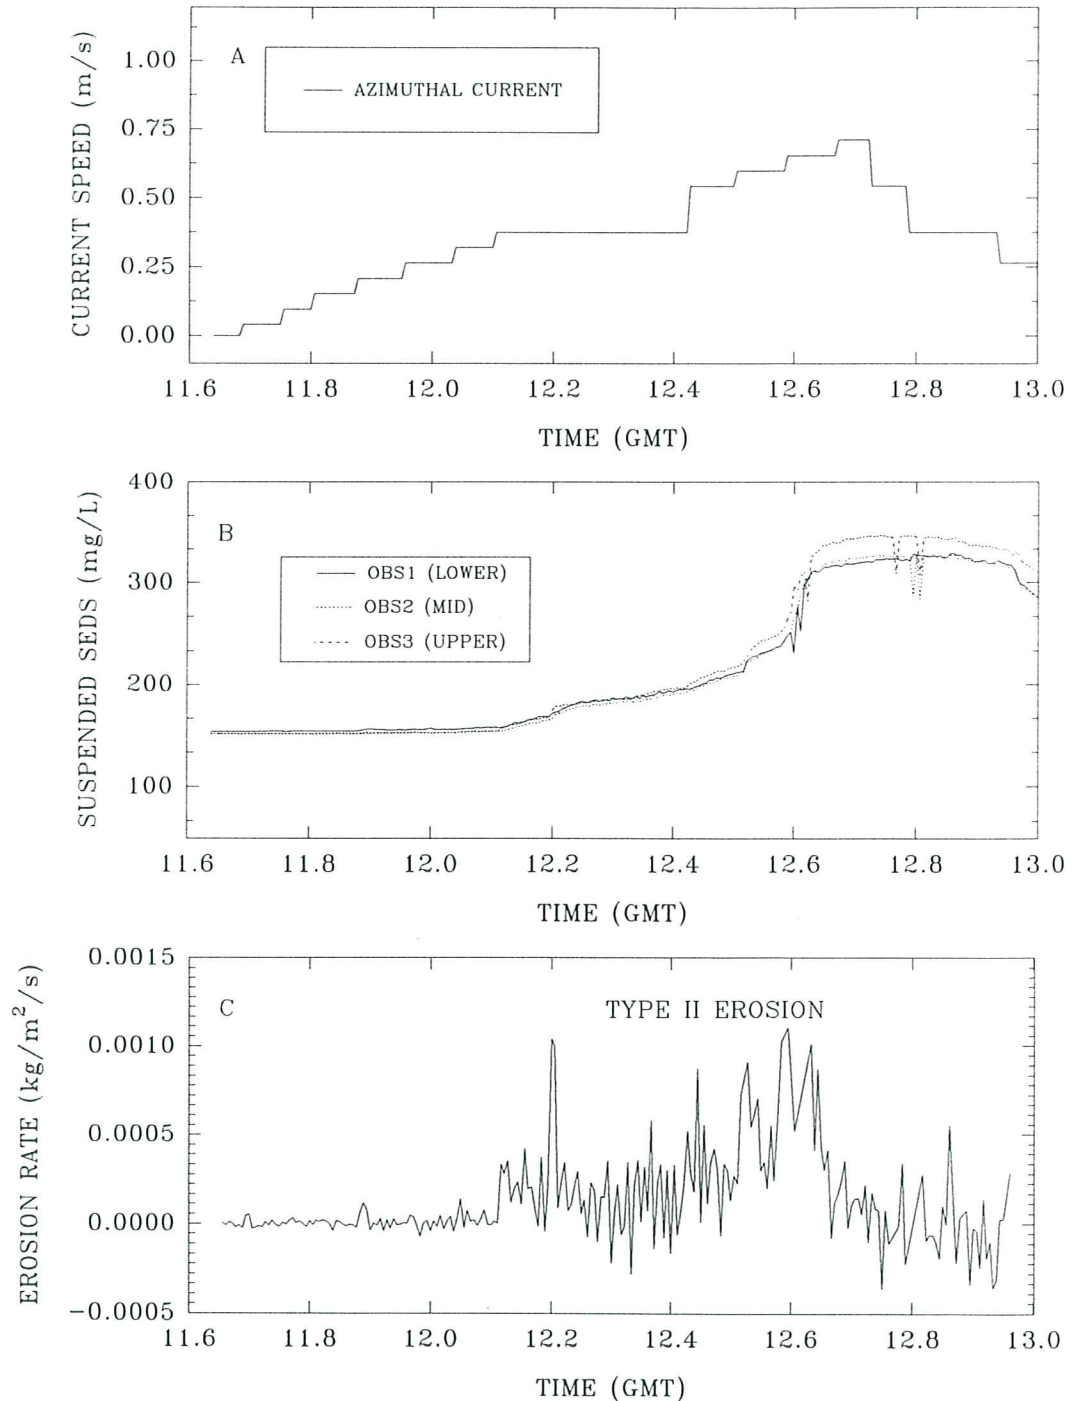 A
AZIMUTHAL CURRENT
CURRENT SPEED (m/s)
1.00
0.75
0.50
0.25
0.00
11.6 11.8 12.0 12.2 12.4 12.6 12.8 13.0
TIME (GMT)
B
OBS1 (LOWER)
OBS2 (MID)
OBS3 (UPPER)
SUSPENDED SEDS (mg/L)
400
300
200
100
11.6 11.8 12.0 12.2 12.4 12.6 12.8 13.0
TIME (GMT)
C
TYPE II EROSION
EROSION RATE (kg/m²/s)
0.0015
0.0010
0.0005
0.0000
−0.0005
11.6 11.8 12.0 12.2 12.4 12.6 12.8 13.0
TIME (GMT)